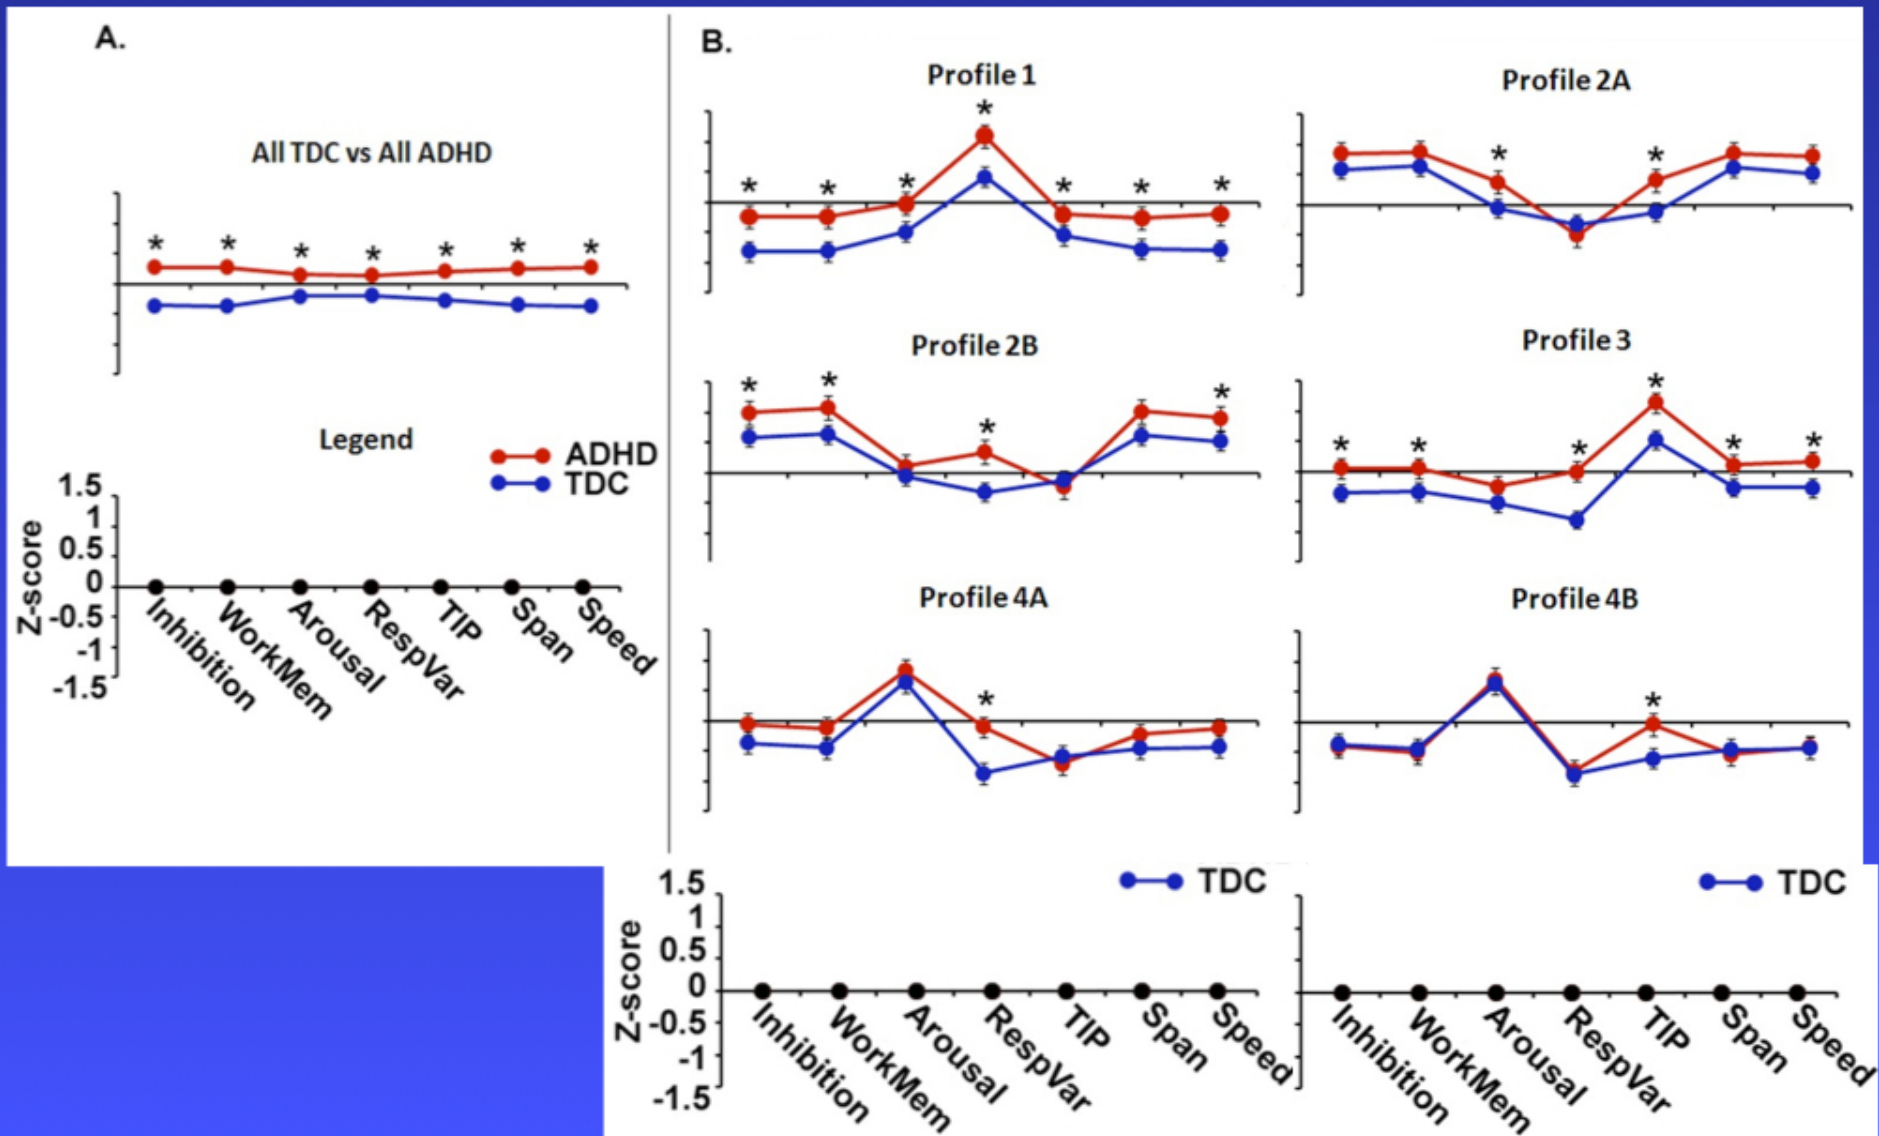 A.
All TDC vs All ADHD
* * * * * * *
Legend
ADHD
TDC
Z-score
1.5
1
0.5
0
-0.5
-1
-1.5
Inhibition
WorkMem
Arousal
RespVar
TIP
Span
Speed
B.
Profile 1
* * * * * * *
Profile 2A
* *
Profile 2B
* * * *
Profile 3
* * * * * *
Profile 4A
*
Profile 4B
*
TDC
Z-score
1.5
1
0.5
0
-0.5
-1
-1.5
Inhibition
WorkMem
Arousal
RespVar
TIP
Span
Speed
TDC
Inhibition
WorkMem
Arousal
RespVar
TIP
Span
Speed